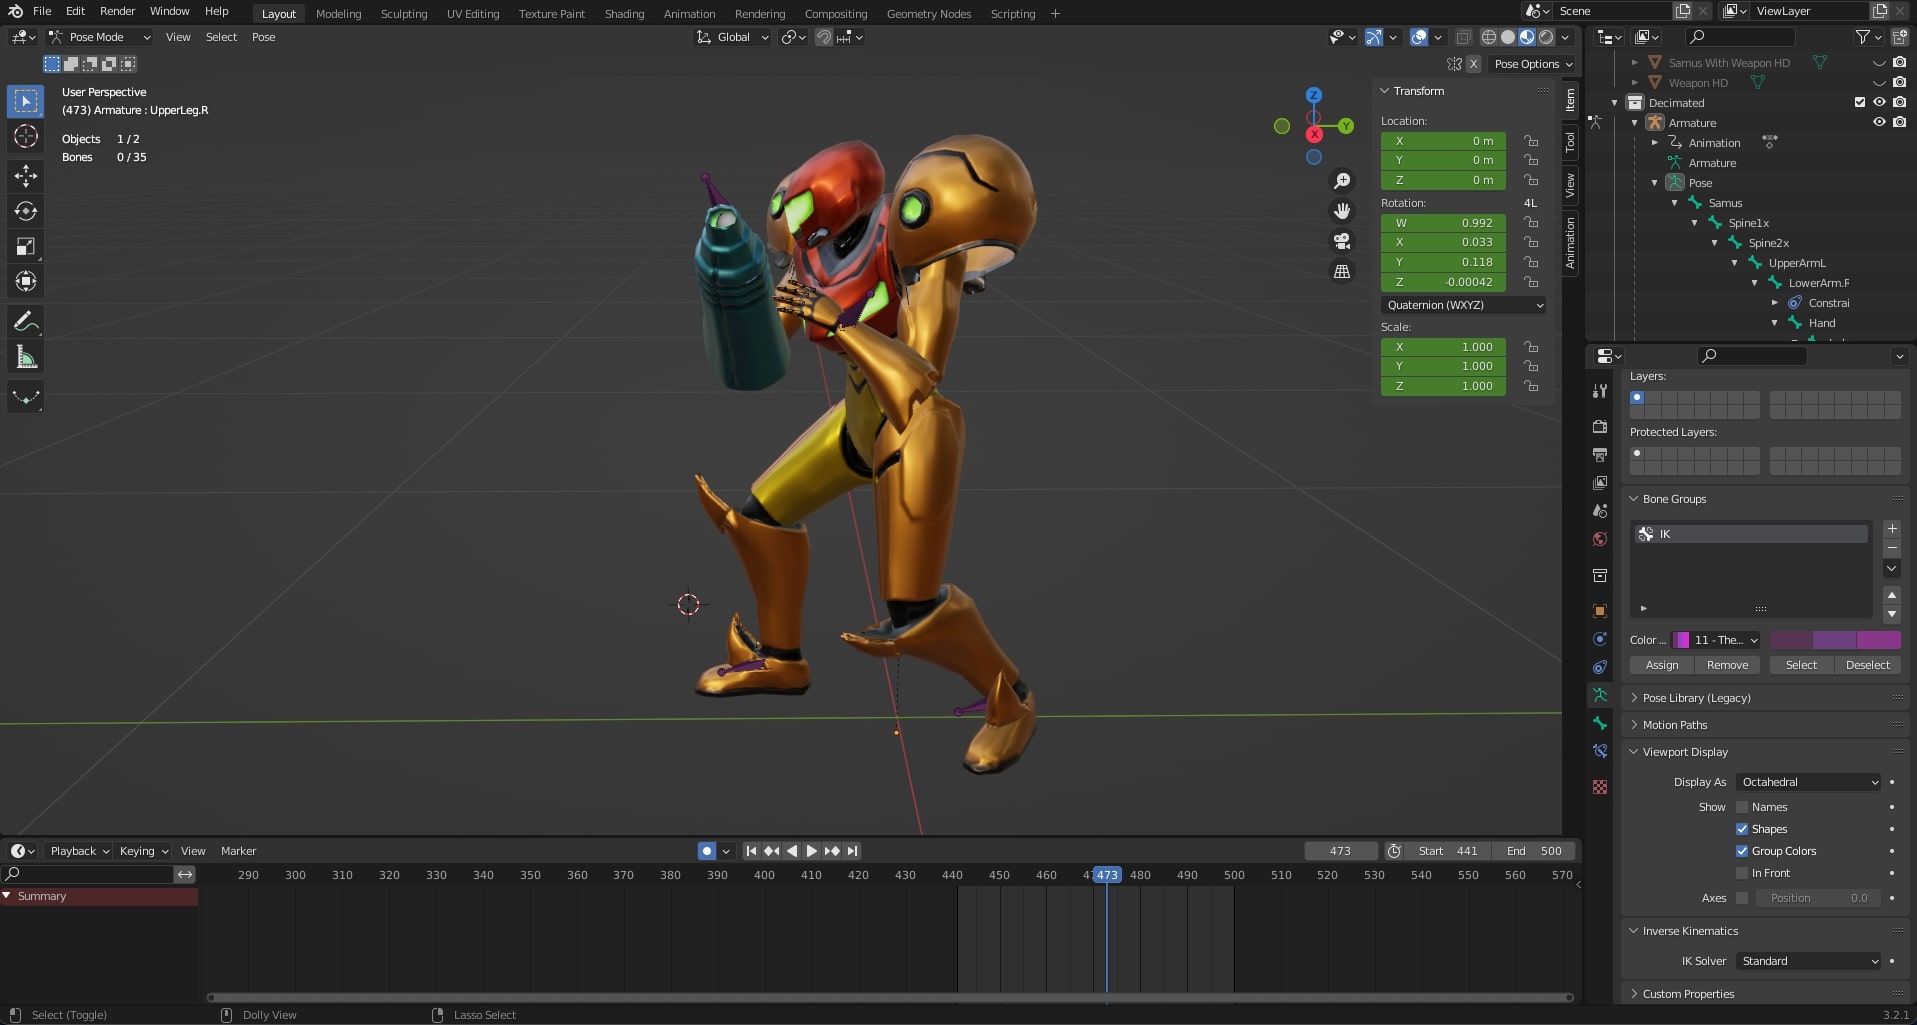 File Edit Render Window Help Layout Modeling Sculpting UV Editing Texture Paint Shading Animation Rendering Compositing Geometry Nodes Scripting + Scene ViewLayer
Pose Mode View Select Pose Global
X Pose Options
User Perspective
(473) Armature : UpperLeg.R
Objects 1 / 2
Bones 0 / 35
Z
Y
X
Transform
Location:
X 0 m
Y 0 m
Z 0 m
Rotation: 4L
W 0.992
X 0.033
Y 0.118
Z -0.00042
Quaternion (WXYZ)
Scale:
X 1.000
Y 1.000
Z 1.000
Item
Tool
View
Animation
Samus With Weapon HD
Weapon HD
Decimated
Armature
Animation
Armature
Pose
Samus
Spine1x
Spine2x
UpperArmL
LowerArm.F
Constrai
Hand
Layers:
Protected Layers:
Bone Groups
IK
Color ... 11 - The...
Assign Remove Select Deselect
Pose Library (Legacy)
Motion Paths
Viewport Display
Display As Octahedral
Show Names
Shapes
Group Colors
In Front
Axes Position 0.0
Inverse Kinematics
IK Solver Standard
Custom Properties
Playback Keying View Marker 473 Start 441 End 500
290 300 310 320 330 340 350 360 370 380 390 400 410 420 430 440 450 460 473 480 490 500 510 520 530 540 550 560 570
Summary
Select (Toggle) Dolly View Lasso Select 3.2.1